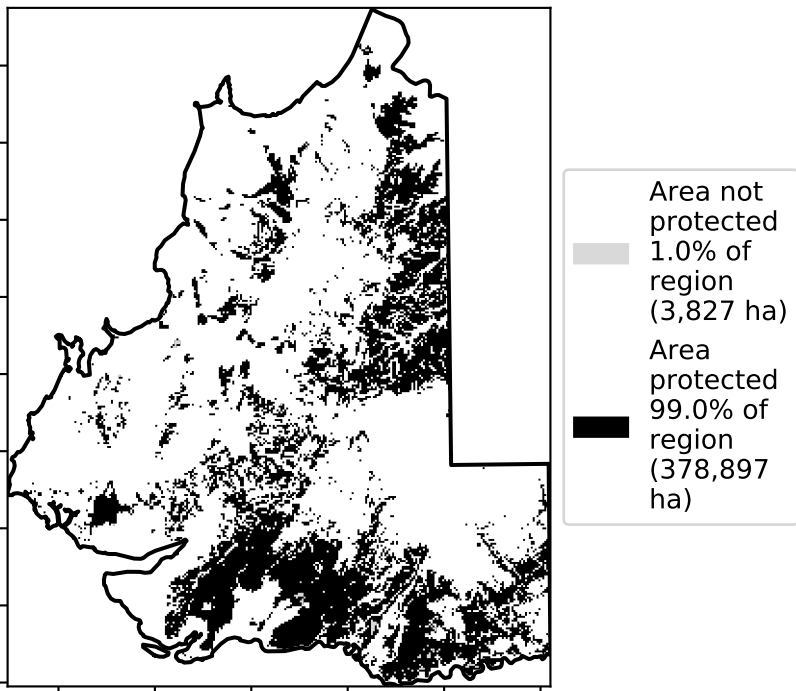 Area not
protected
1.0% of
region
(3,827 ha)
Area
protected
99.0% of
region
(378,897
ha)